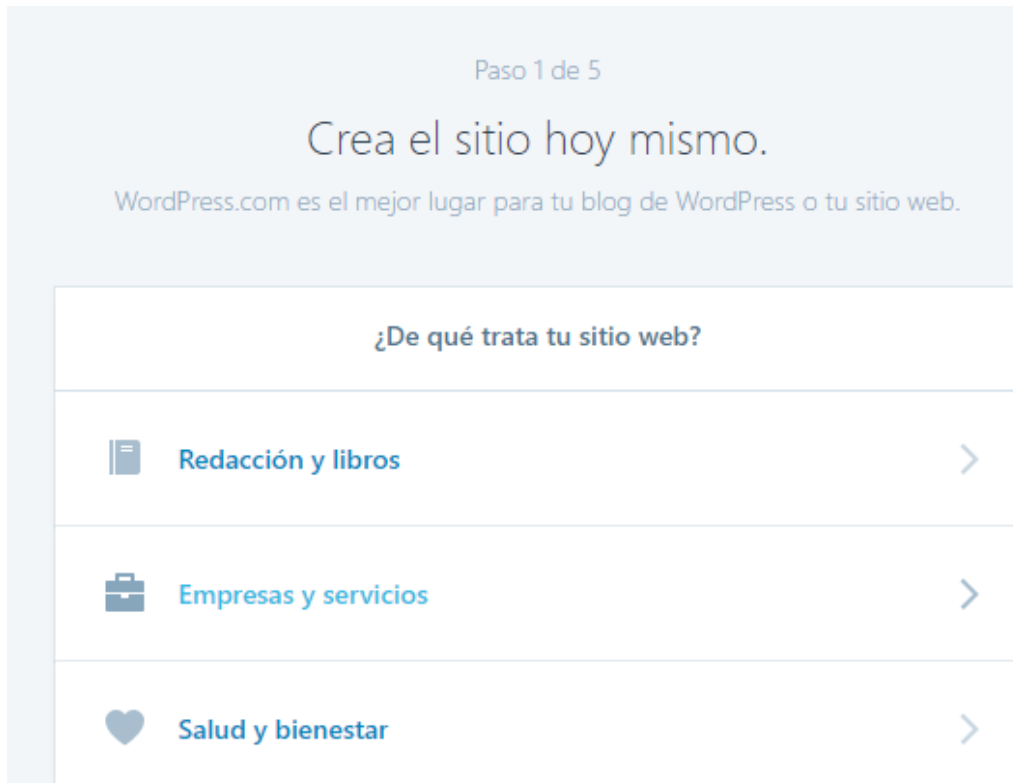 Paso 1 de 5
Crea el sitio hoy mismo.
WordPress.com es el mejor lugar para tu blog de WordPress o tu sitio web.
¿De qué trata tu sitio web?
Redacción y libros
Empresas y servicios
Salud y bienestar